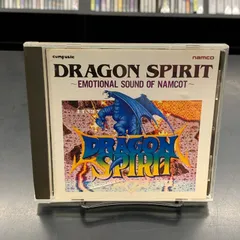 namco
DRAGON SPIRIT
~EMOTIONAL SOUND OF NAMCOT~
DRAGON
SPIRIT